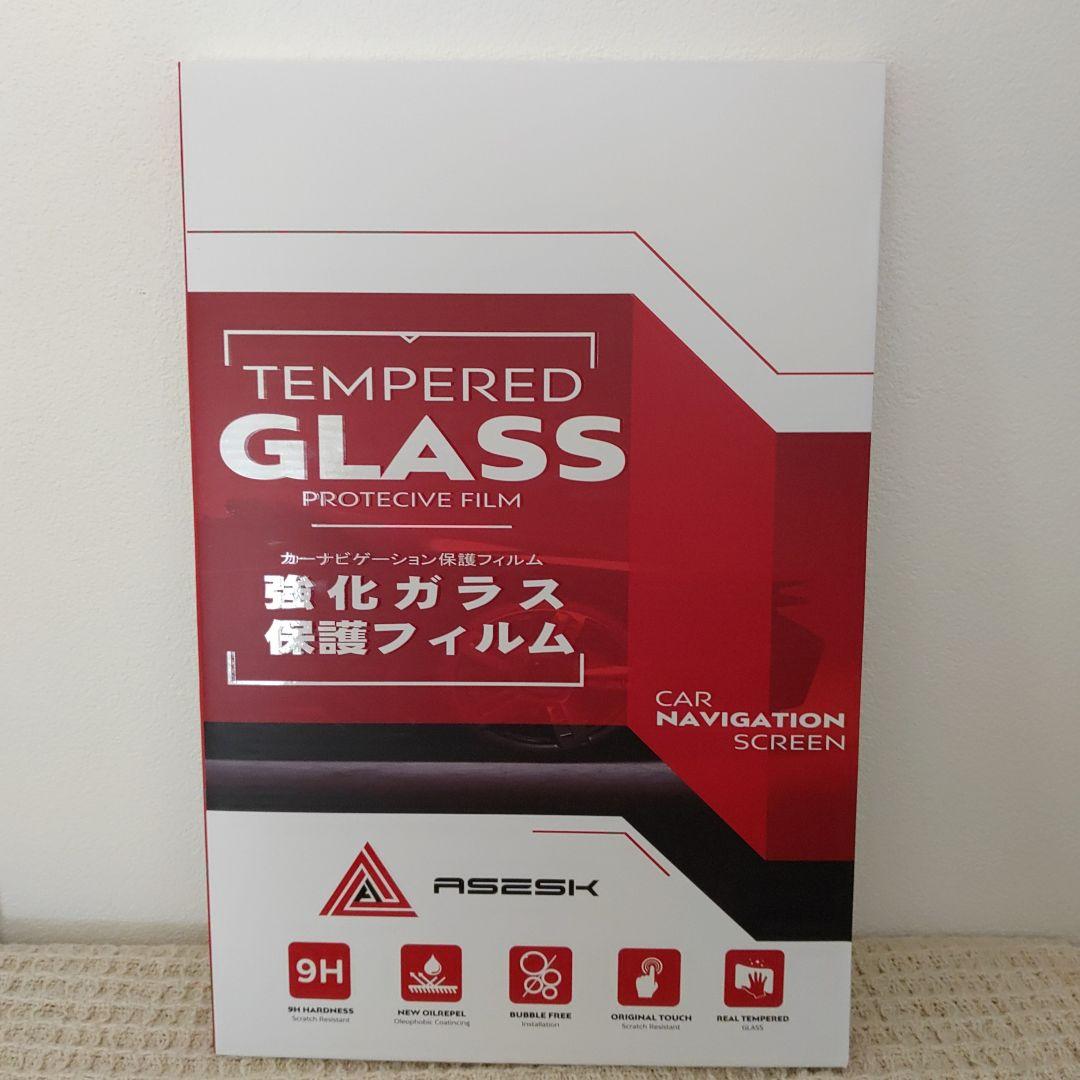 TEMPERED
GLASS
PROTECIVE FILM
カーナビゲーション保護フィルム
強化ガラス
保護フィルム
CAR
NAVIGATION
SCREEN
A
ASESK
9H
9H HARDNESS
Scratch Resistant
NEW OILREPEL
Oleophobic Coatincing
BUBBLE FREE
Installation
ORIGINAL TOUCH
Scratch Resistant
REAL TEMPERED
GLASS